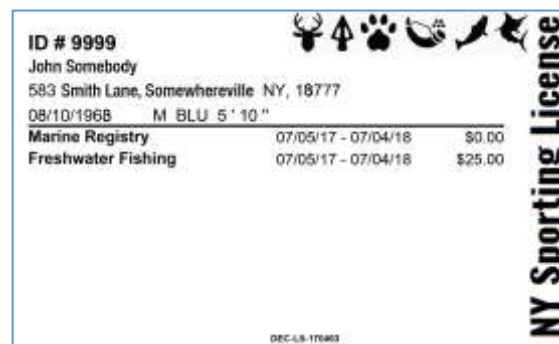 ID # 9999
John Somebody
583 Smith Lane, Somewhereville NY, 18777
08/10/1968 M BLU 5 ' 10 "
Marine Registry 07/05/17 - 07/04/18 $0.00
Freshwater Fishing 07/05/17 - 07/04/18 $25.00
NY Sporting License